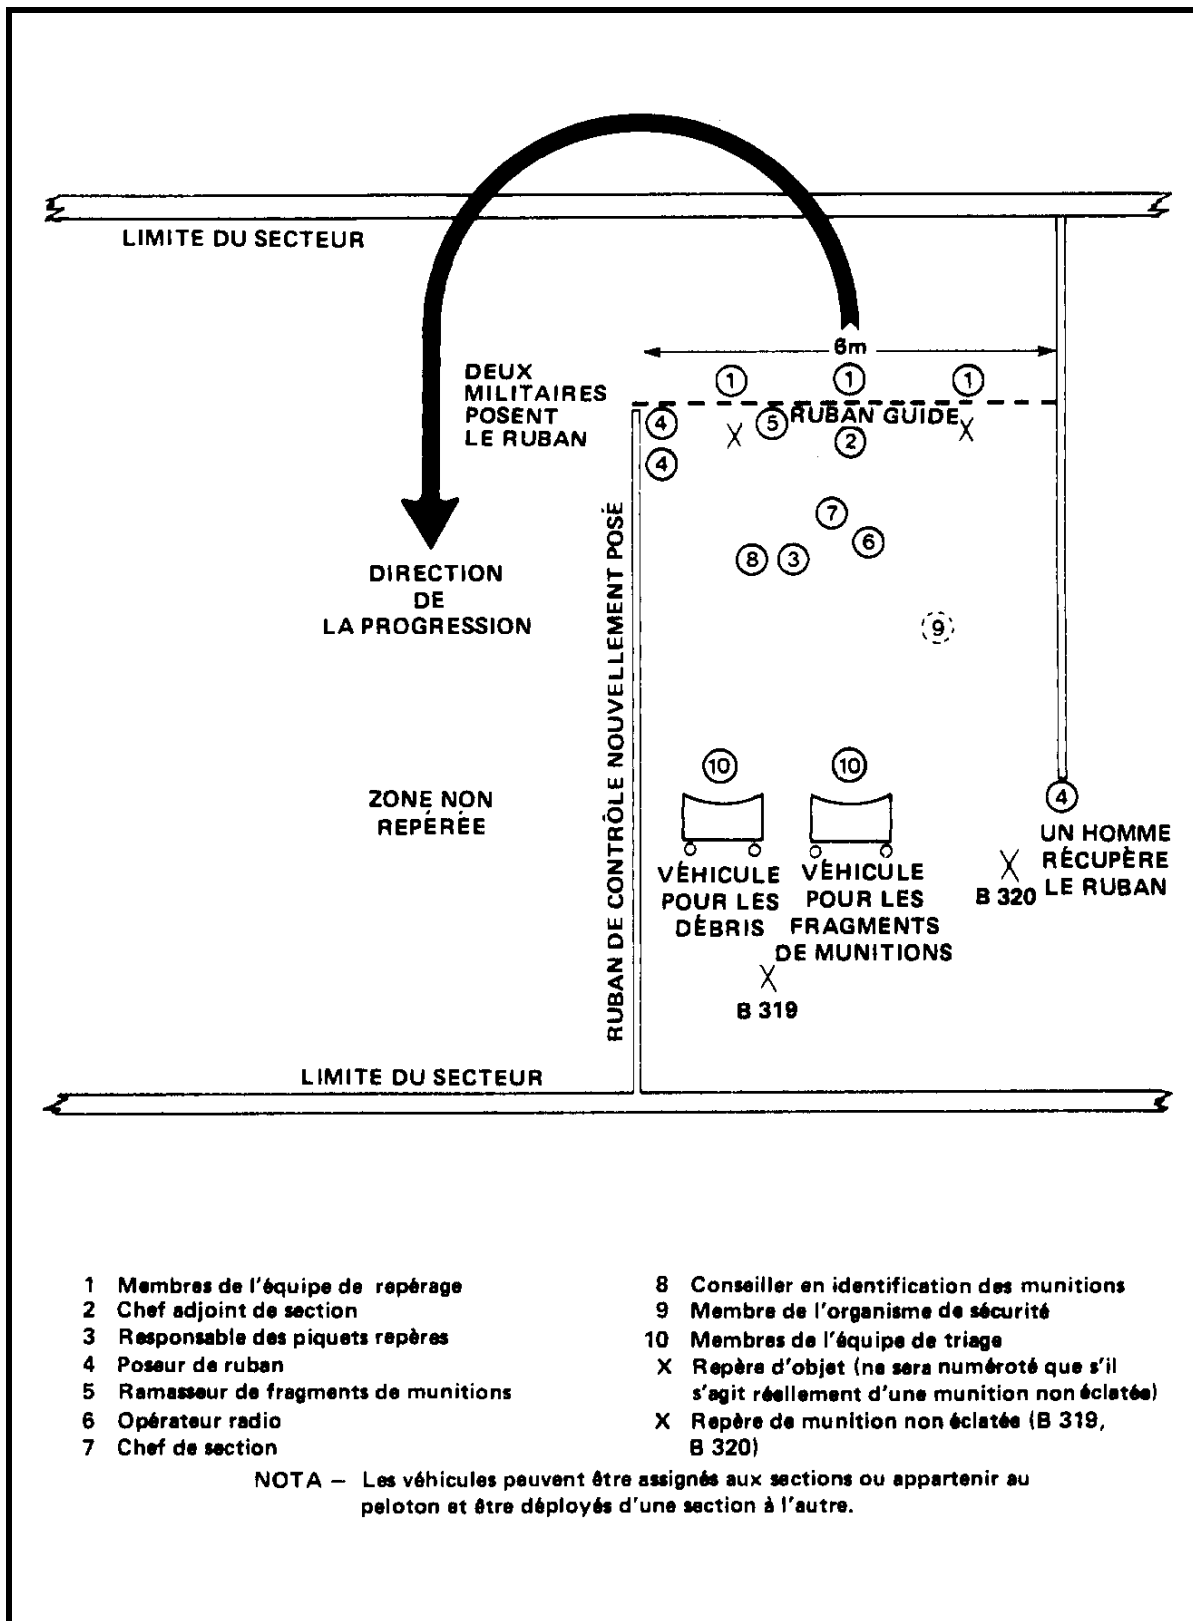 LIMITE DU SECTEUR
6m
DEUX
MILITAIRES
POSENT
LE RUBAN
1
1
1
4
5
RUBAN GUIDE
X
X
2
4
7
8
3
6
DIRECTION
DE
LA PROGRESSION
9
RUBAN DE CONTRÔLE NOUVELLEMENT POSÉ
10
10
ZONE NON
REPÉRÉE
4
VÉHICULE
POUR LES
DÉBRIS
VÉHICULE
POUR LES
FRAGMENTS
DE MUNITIONS
UN HOMME
RÉCUPÈRE
LE RUBAN
X
B 320
X
B 319
LIMITE DU SECTEUR
1 Membres de l'équipe de repérage
2 Chef adjoint de section
3 Responsable des piquets repères
4 Poseur de ruban
5 Ramasseur de fragments de munitions
6 Opérateur radio
7 Chef de section
8 Conseiller en identification des munitions
9 Membre de l'organisme de sécurité
10 Membres de l'équipe de triage
X Repère d'objet (ne sera numéroté que s'il
s'agit réellement d'une munition non éclatée)
X Repère de munition non éclatée (B 319,
B 320)
NOTA – Les véhicules peuvent être assignés aux sections ou appartenir au
peloton et être déployés d'une section à l'autre.